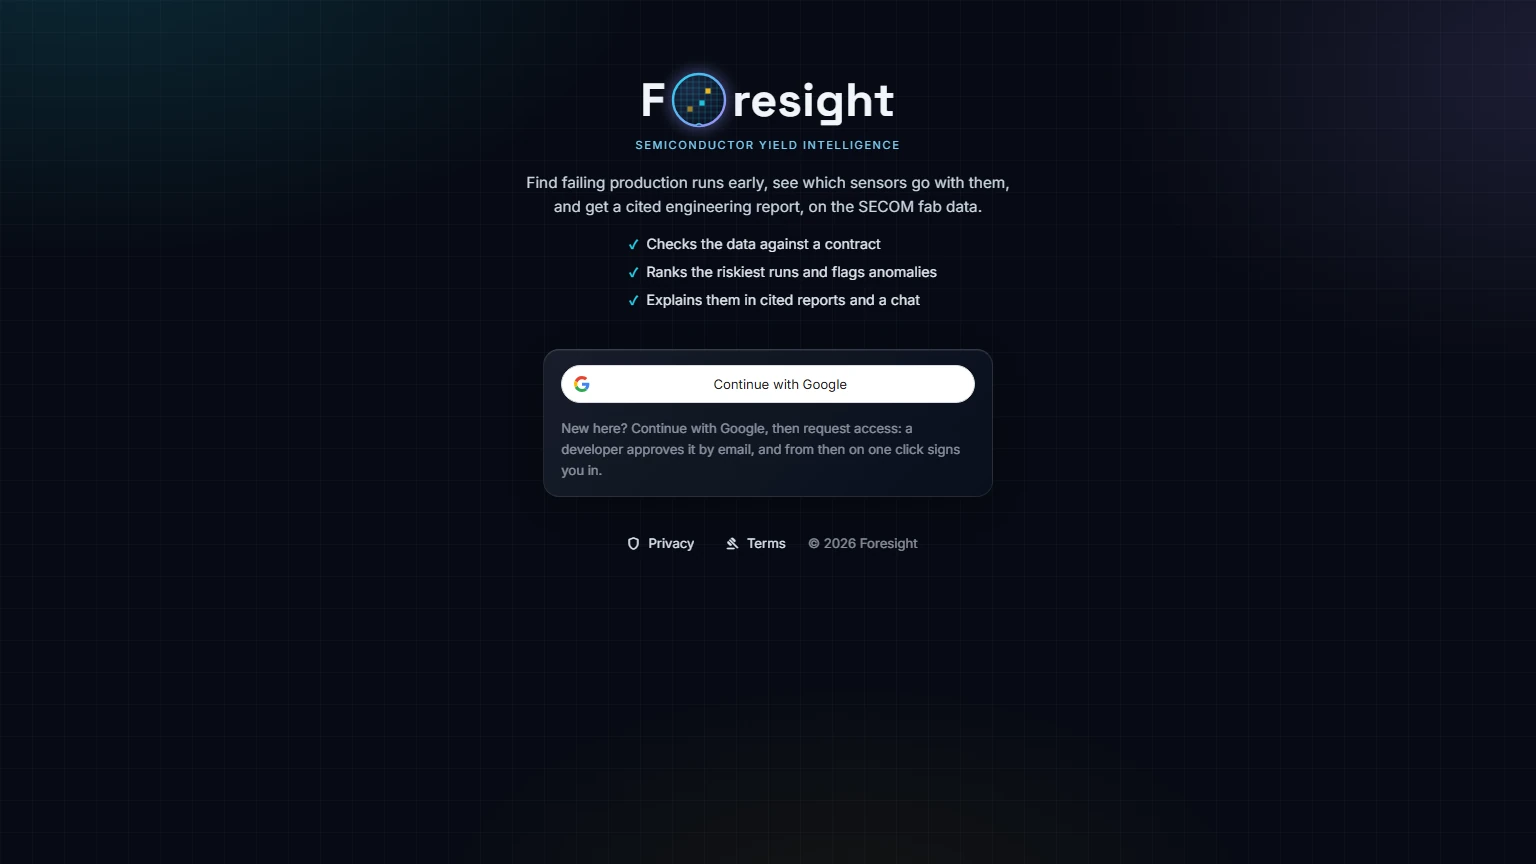 Foresight
SEMICONDUCTOR YIELD INTELLIGENCE
Find failing production runs early, see which sensors go with them,
and get a cited engineering report, on the SECOM fab data.
✓ Checks the data against a contract
✓ Ranks the riskiest runs and flags anomalies
✓ Explains them in cited reports and a chat
Continue with Google
New here? Continue with Google, then request access: a
developer approves it by email, and from then on one click signs
you in.
Privacy Terms © 2026 Foresight